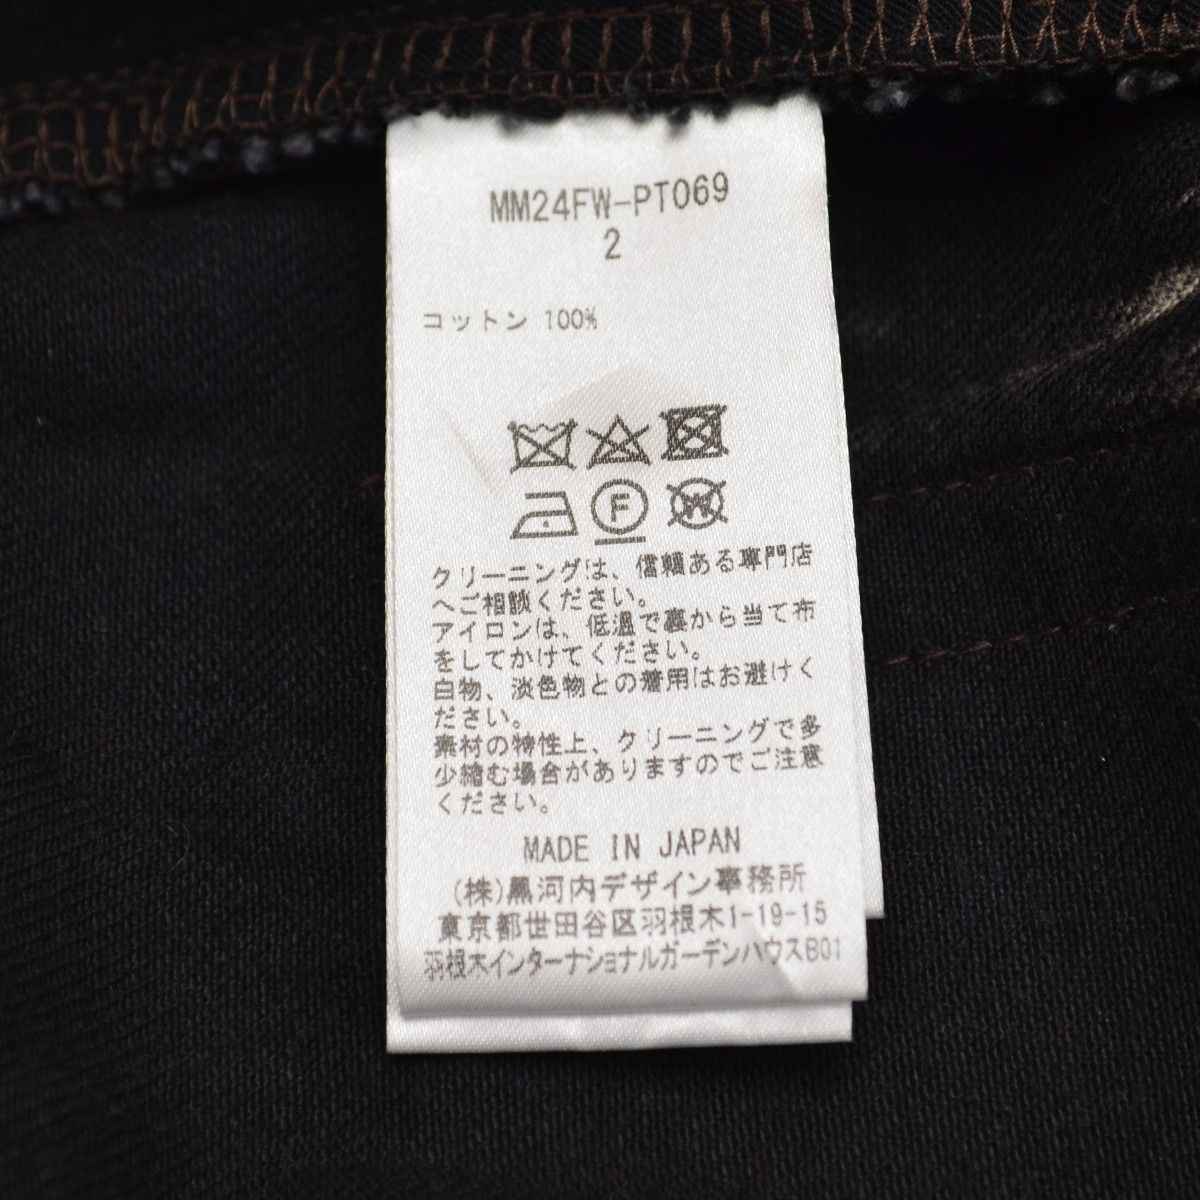 MM24FW-PT069
2
コットン 100%
F
W
クリーニングは、信頼ある専門店
へご相談ください。
アイロンは、低温で裏から当て布
をしてかけてください。
白物、淡色物との着用はお避けく
ださい。
素材の特性上、クリーニングで多
少縮む場合がありますのでご注意
ください。
MADE IN JAPAN
(株)黒河内デザイン事務所
東京都世田谷区羽根木1-19-15
羽根木インターナショナルガーデンハウスB01